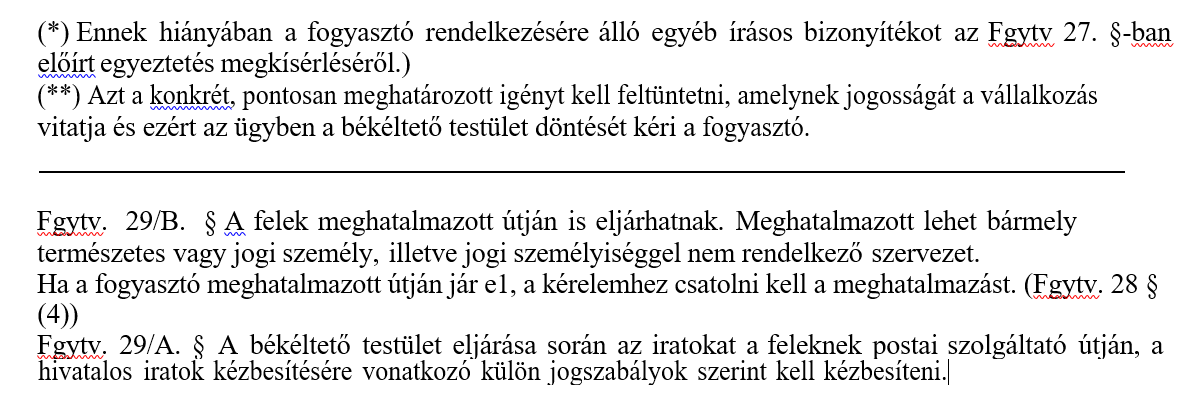 (*) Ennek hiányában a fogyasztó rendelkezésére álló egyéb írásos bizonyítékot az Fgytv 27. §-ban
előírt egyeztetés megkísérléséről.)
(**) Azt a konkrét, pontosan meghatározott igényt kell feltüntetni, amelynek jogosságát a vállalkozás
vitatja és ezért az ügyben a békéltető testület döntését kéri a fogyasztó.
Fgytv. 29/B. § A felek meghatalmazott útján is eljárhatnak. Meghatalmazott lehet bármely
természetes vagy jogi személy, illetve jogi személyiséggel nem rendelkező szervezet.
Ha a fogyasztó meghatalmazott útján jár e1, a kérelemhez csatolni kell a meghatalmazást. (Fgytv. 28 §
(4))
Fgytv. 29/A. § A békéltető testület eljárása során az iratokat a feleknek postai szolgáltató útján, a
hivatalos iratok kézbesítésére vonatkozó külön jogszabályok szerint kell kézbesíteni.